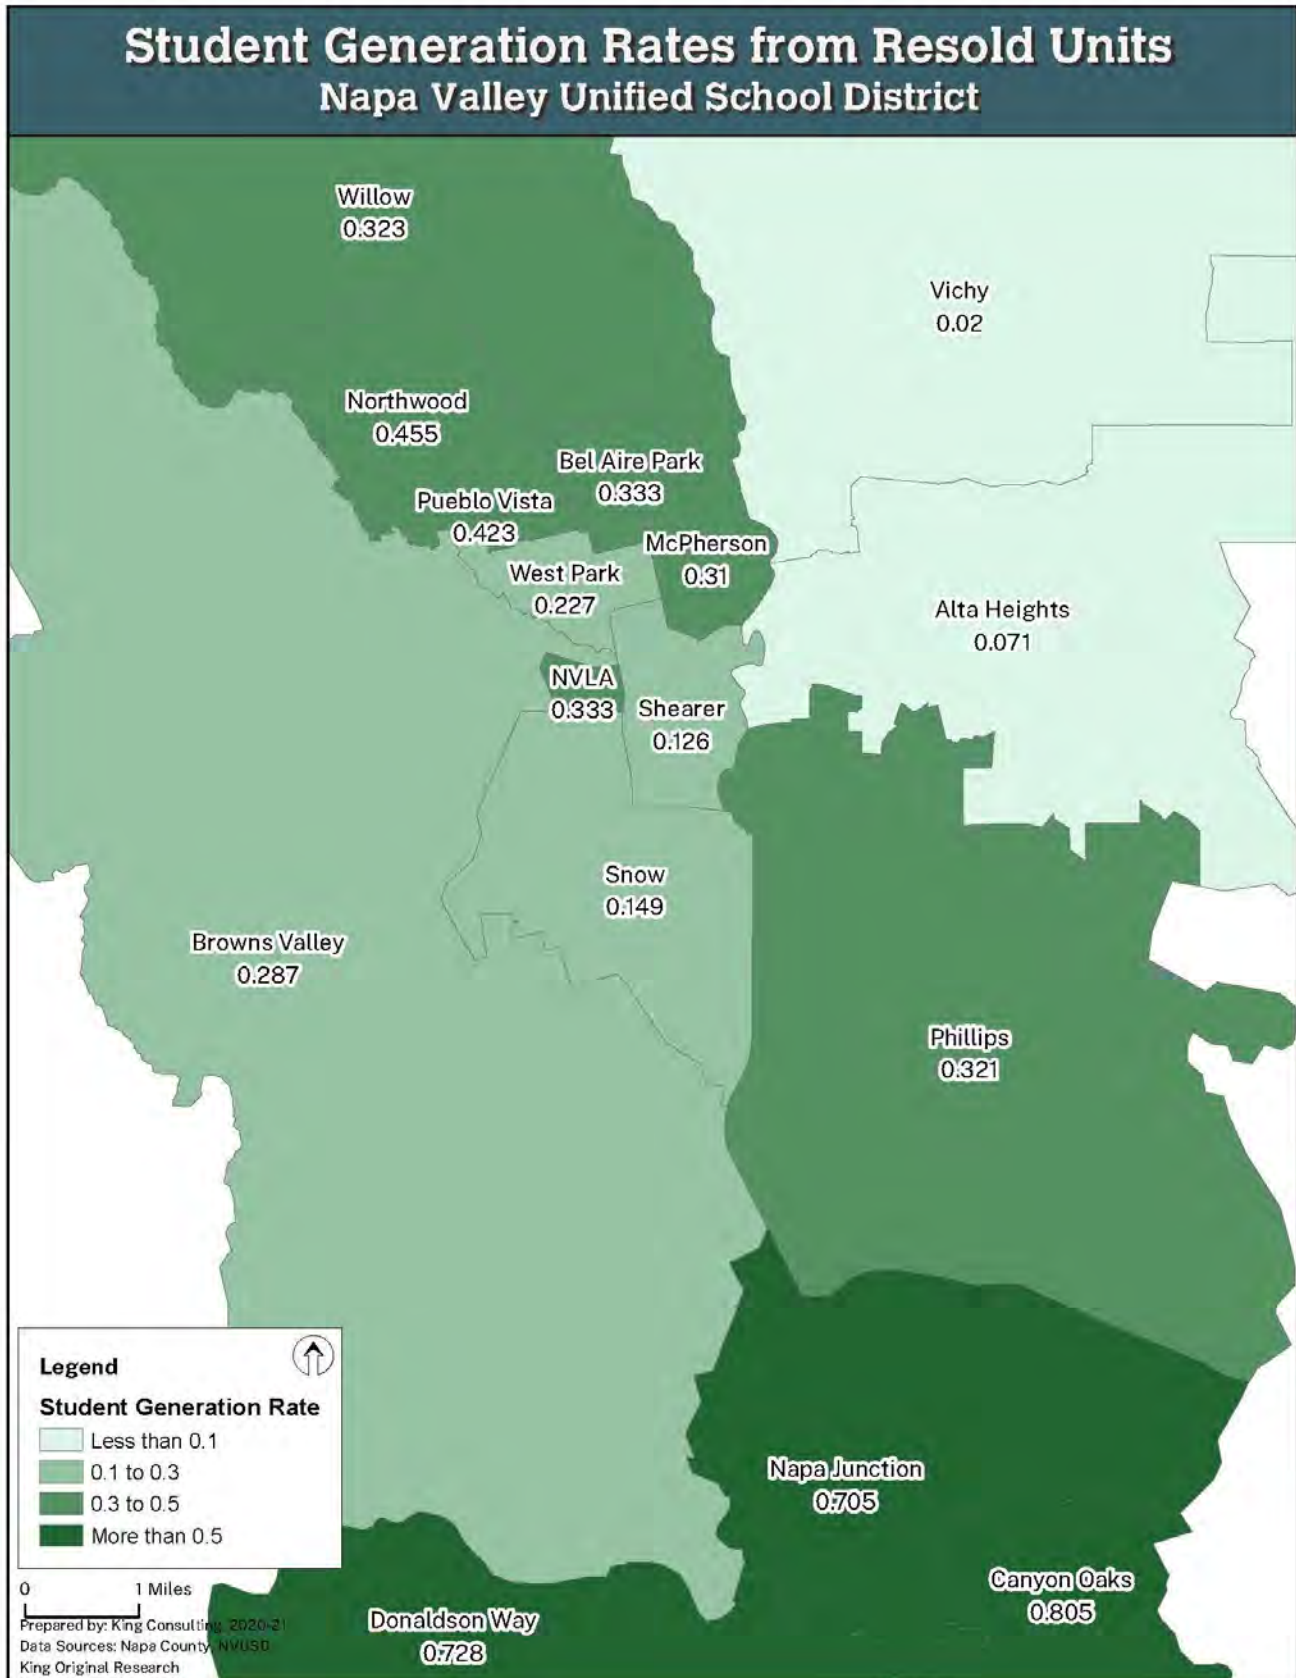 Student Generation Rates from Resold Units
Napa Valley Unified School District
Willow
0.323
Vichy
0.02
Northwood
0.455
Bel Aire Park
0.333
Pueblo Vista
0.423
McPherson
0.31
West Park
0.227
Alta Heights
0.071
NVLA
0.333
Shearer
0.126
Snow
0.149
Browns Valley
0.287
Phillips
0.321
Legend
Student Generation Rate
Less than 0.1
0.1 to 0.3
0.3 to 0.5
More than 0.5
Napa Junction
0.705
Canyon Oaks
0.805
Donaldson Way
0.728
0 1 Miles
Prepared by: King Consulting, 2020-21
Data Sources: Napa County, NVUSD
King Original Research